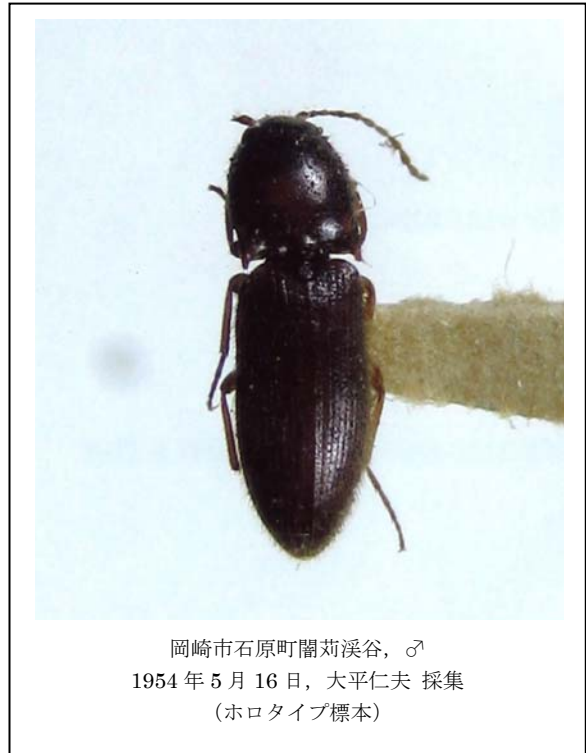 岡崎市石原町闇苅渓谷，♂
1954 年 5 月 16 日，大平仁夫 採集
（ホロタイプ標本）